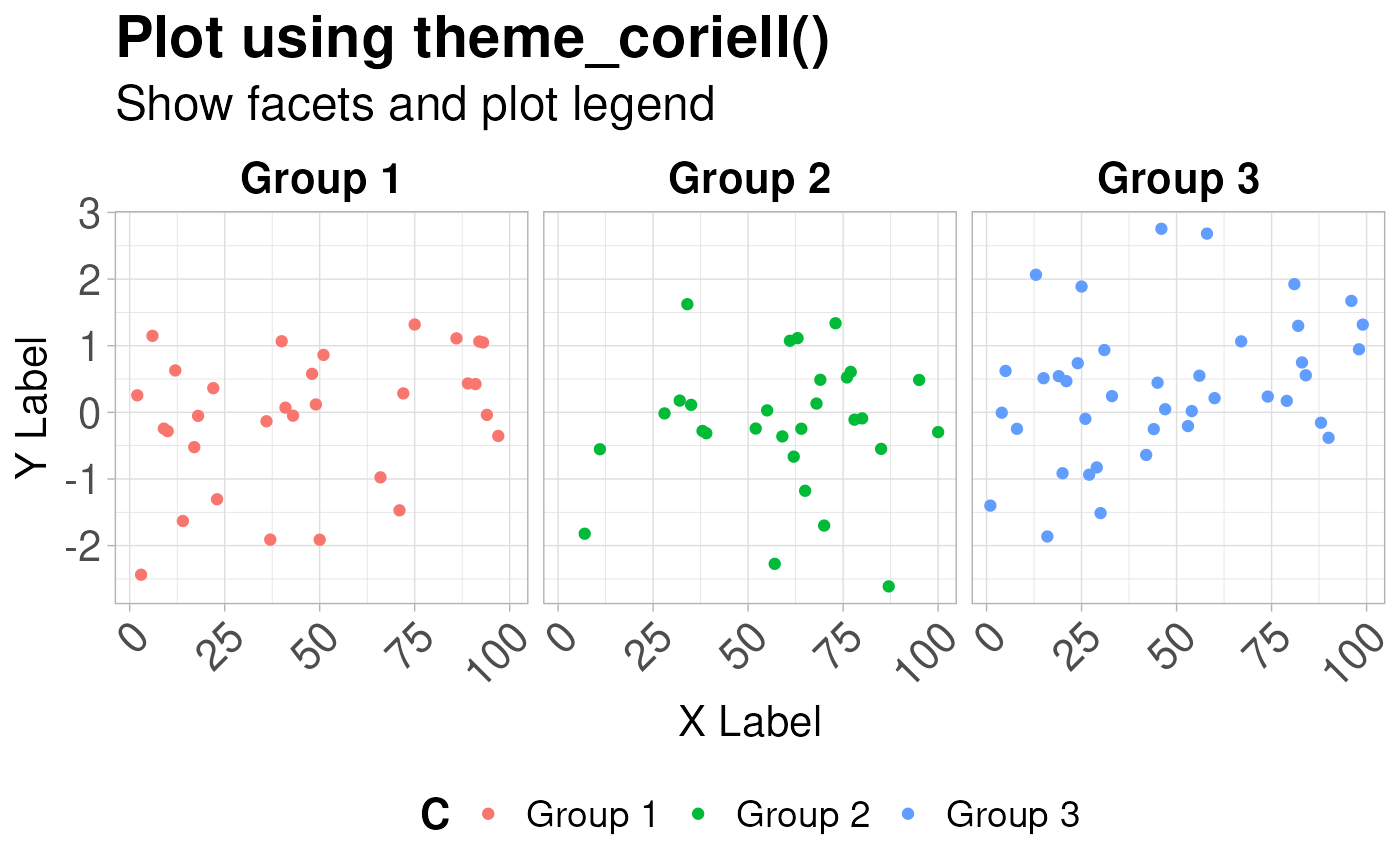 Plot using theme_coriell()
Show facets and plot legend
Group 1 Group 2 Group 3
3
2
1
0
-1
-2
Y Label
0 25 50 75 100 0 25 50 75 100 0 25 50 75 100
X Label
C Group 1 Group 2 Group 3